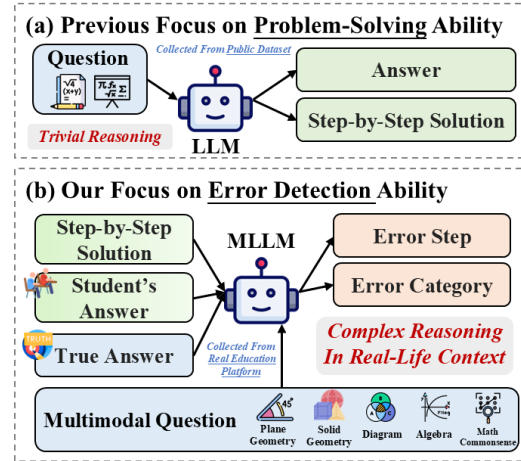 (a) Previous Focus on Problem-Solving Ability
Collected From Public Dataset
Question
Answer
Step-by-Step Solution
Trivial Reasoning
LLM
(b) Our Focus on Error Detection Ability
Step-by-Step
Solution
MLLM
Error Step
Student's
Answer
Error Category
TRUTH
True Answer
Collected From
Real Education
Platform
Complex Reasoning
In Real-Life Context
Multimodal Question
45°
Plane
Geometry
Solid
Geometry
Diagram
Algebra
Math
Commonsense